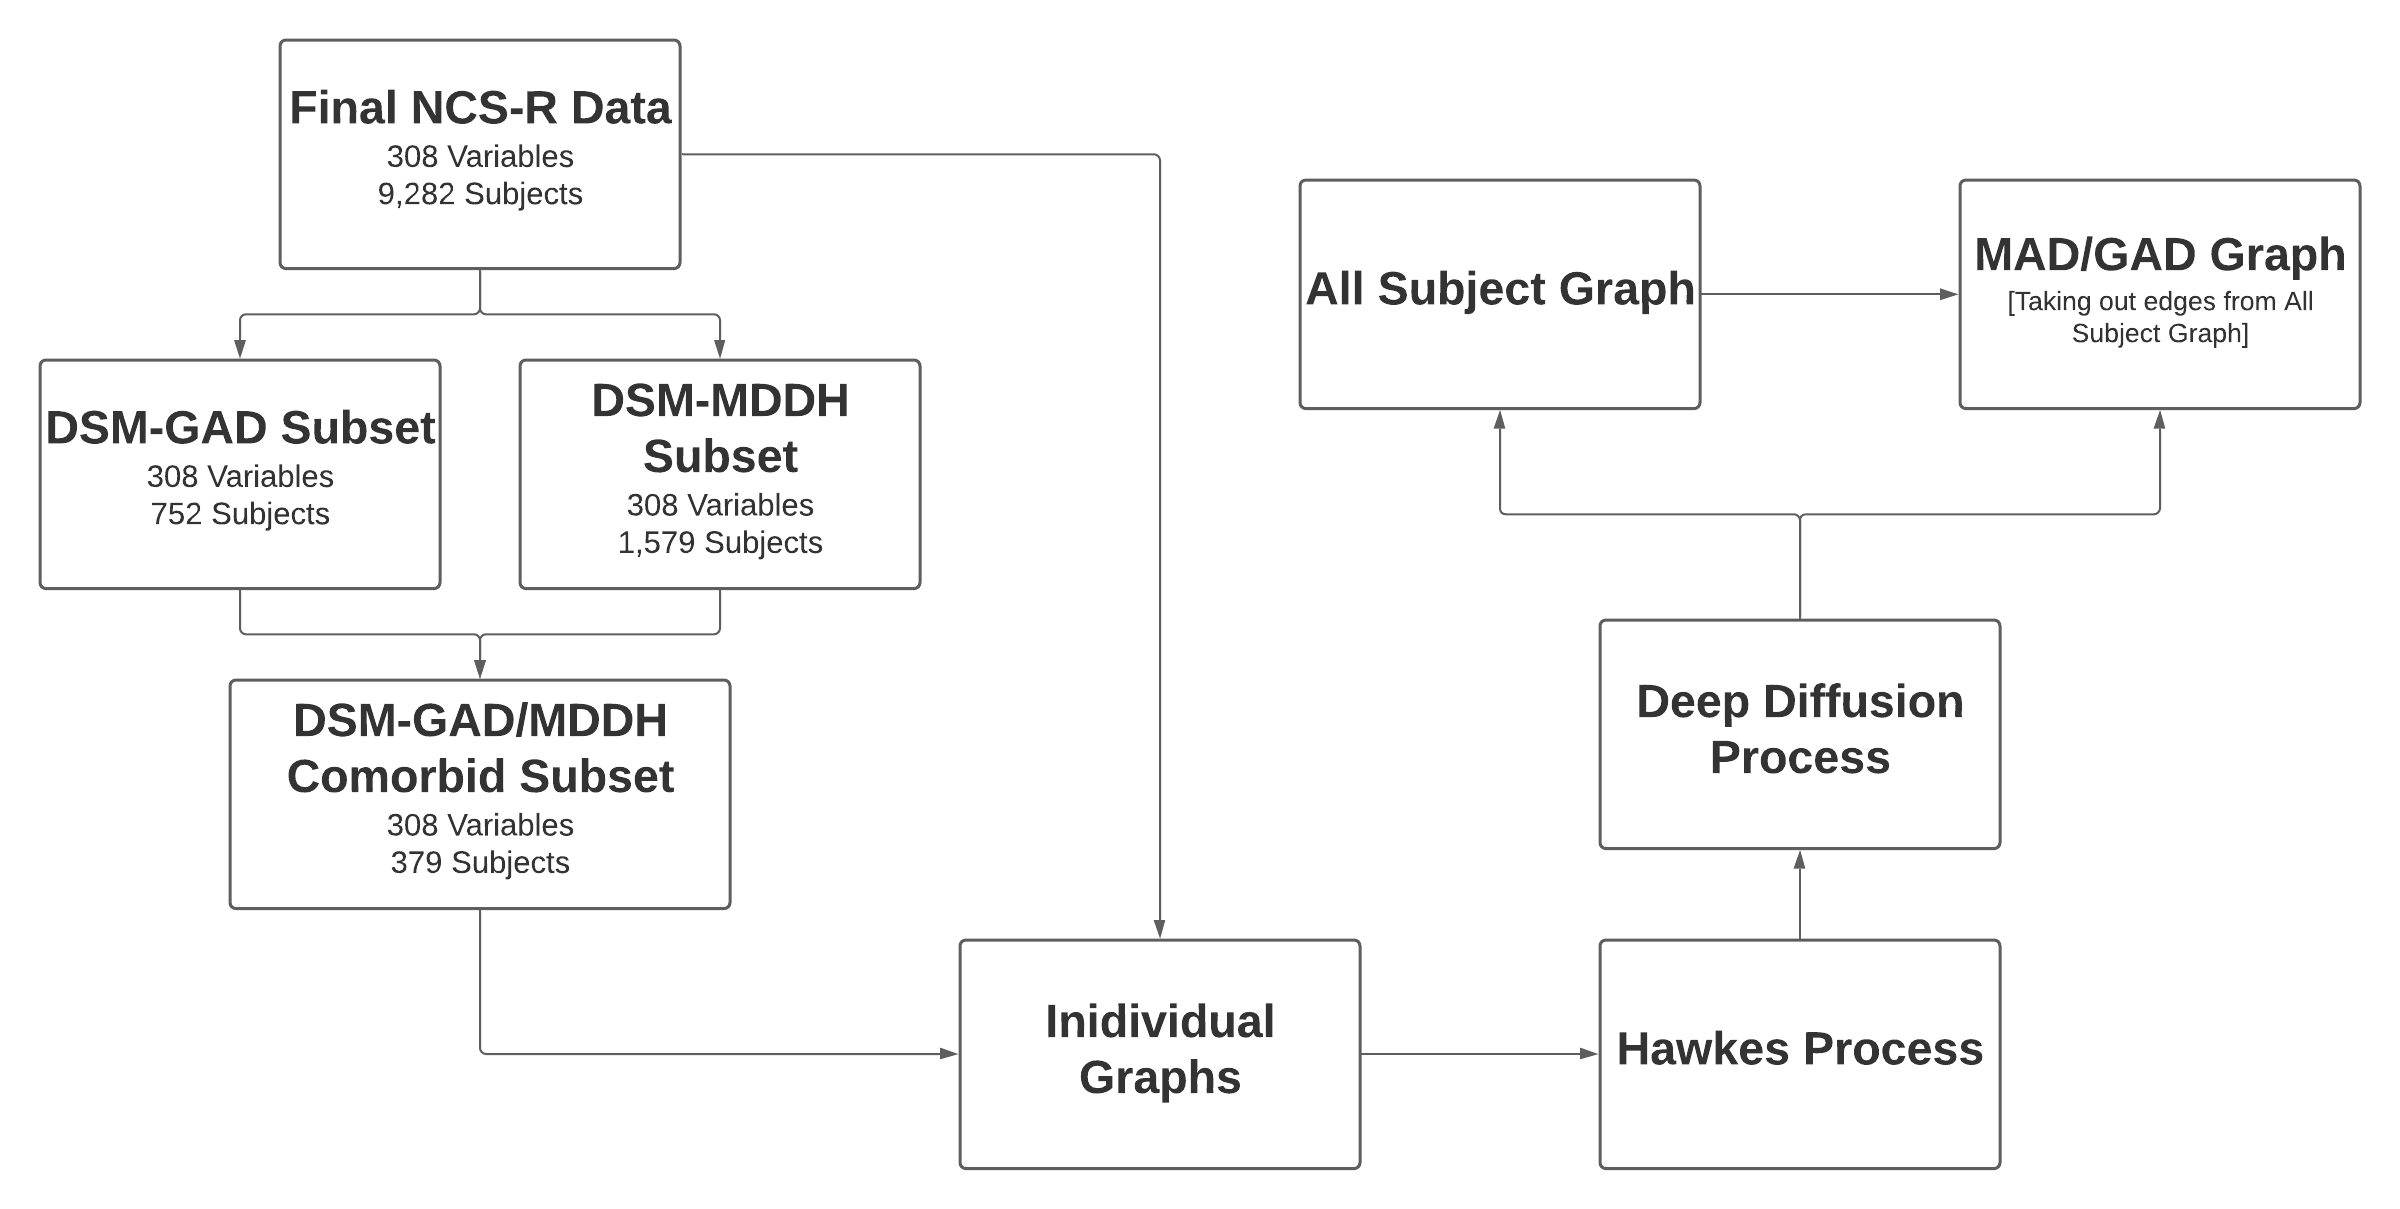 Final NCS-R Data
308 Variables
9,282 Subjects
DSM-GAD Subset
308 Variables
752 Subjects
DSM-MDDH
Subset
308 Variables
1,579 Subjects
DSM-GAD/MDDH
Comorbid Subset
308 Variables
379 Subjects
Inidividual
Graphs
Hawkes Process
Deep Diffusion
Process
All Subject Graph
MAD/GAD Graph
[Taking out edges from All
Subject Graph]